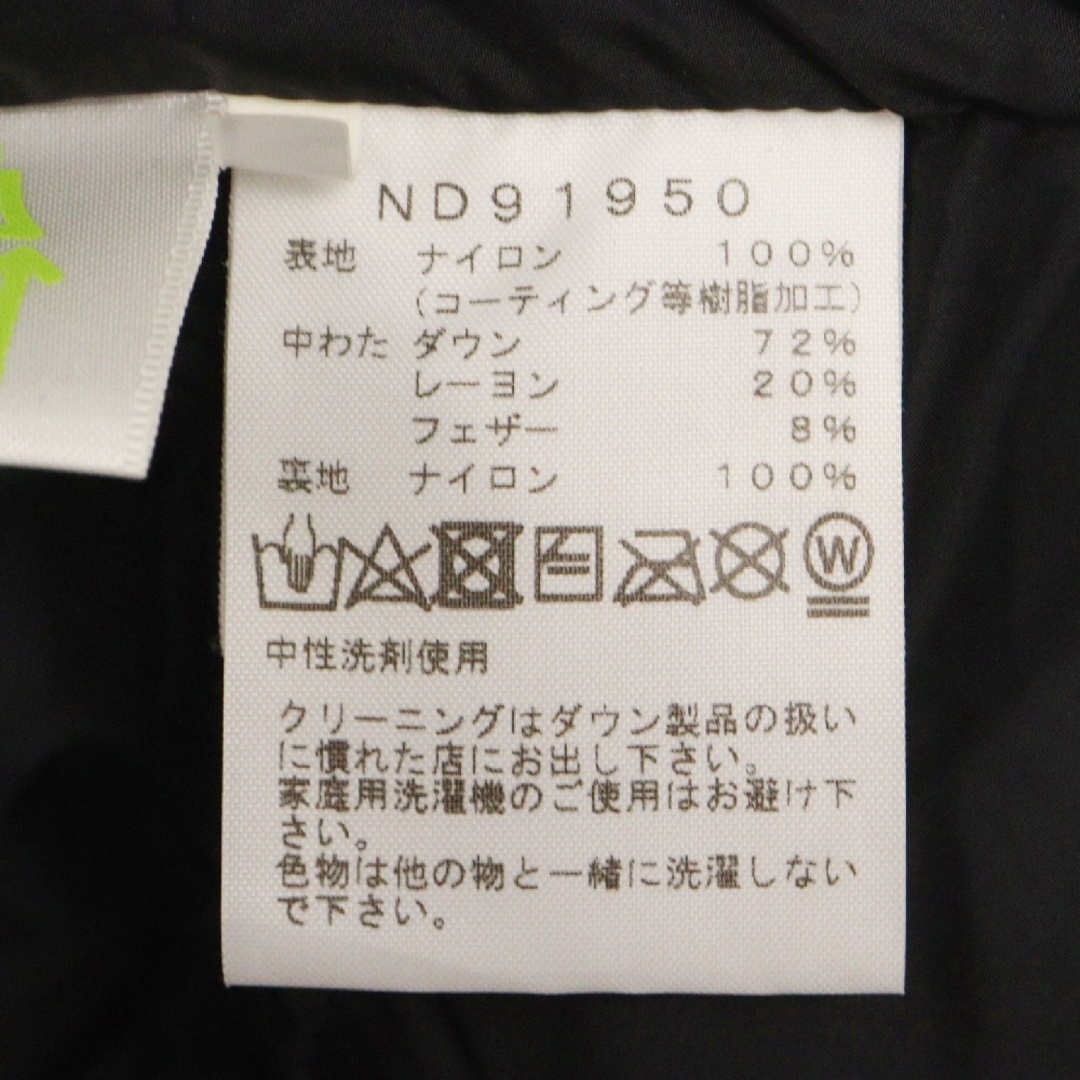 ND91950
表地 ナイロン 100%
(コーティング等樹脂加工)
中わた ダウン 72%
レーヨン 20%
フェザー 8%
裏地 ナイロン 100%
W
中性洗剤使用
クリーニングはダウン製品の扱い
に慣れた店にお出し下さい。
家庭用洗濯機のご使用はお避け下
さい。
色物は他の物と一緒に洗濯しない
で下さい。